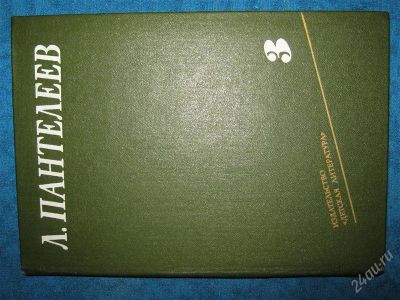 Л. ПАНТЕЛЕЕВ
3
ИЗДАТЕЛЬСТВО
«ДЕТСКАЯ ЛИТЕРАТУРА»
24au.ru